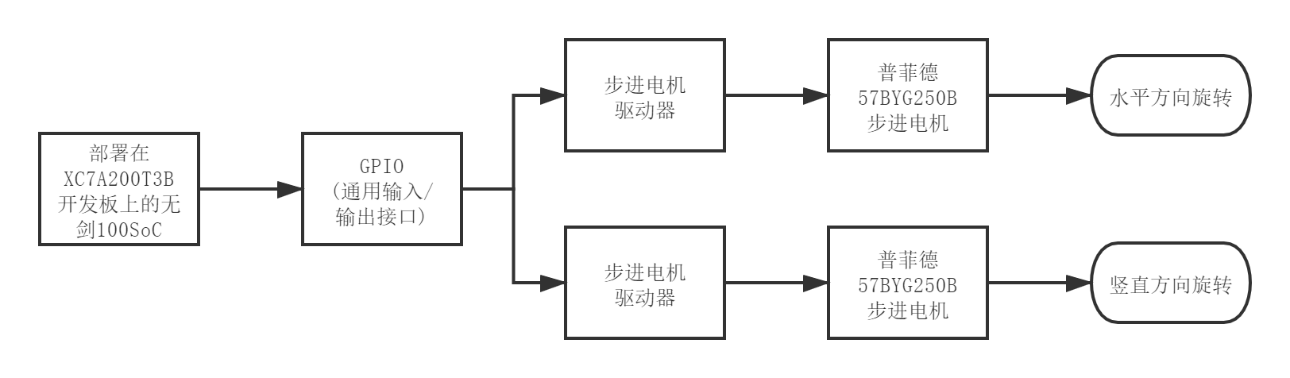 部署在
XC7A200T3B
开发板上的无
剑100SoC
GPIO
(通用输入/
输出接口)
步进电机
驱动器
普菲德
57BYG250B
步进电机
水平方向旋转
步进电机
驱动器
普菲德
57BYG250B
步进电机
竖直方向旋转